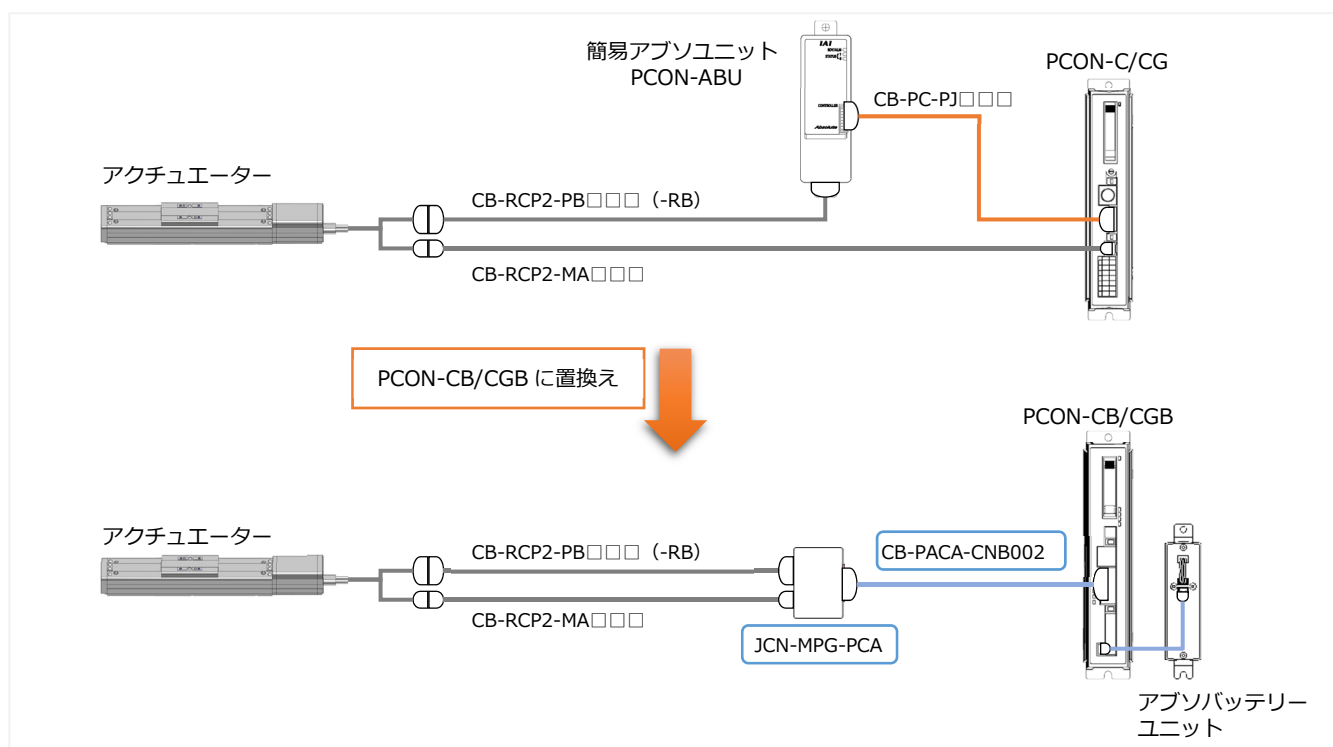 簡易アブソユニット
PCON-ABU
IAI
CONTROLLER
Absolute
PCON-C/CG
CB-PC-PJ□□□
アクチュエーター
CB-RCP2-PB□□□（-RB）
CB-RCP2-MA□□□
PCON-CB/CGB に置換え
PCON-CB/CGB
アクチュエーター
CB-RCP2-PB□□□（-RB）
CB-PACA-CNB002
CB-RCP2-MA□□□
JCN-MPG-PCA
アブソバッテリー
ユニット